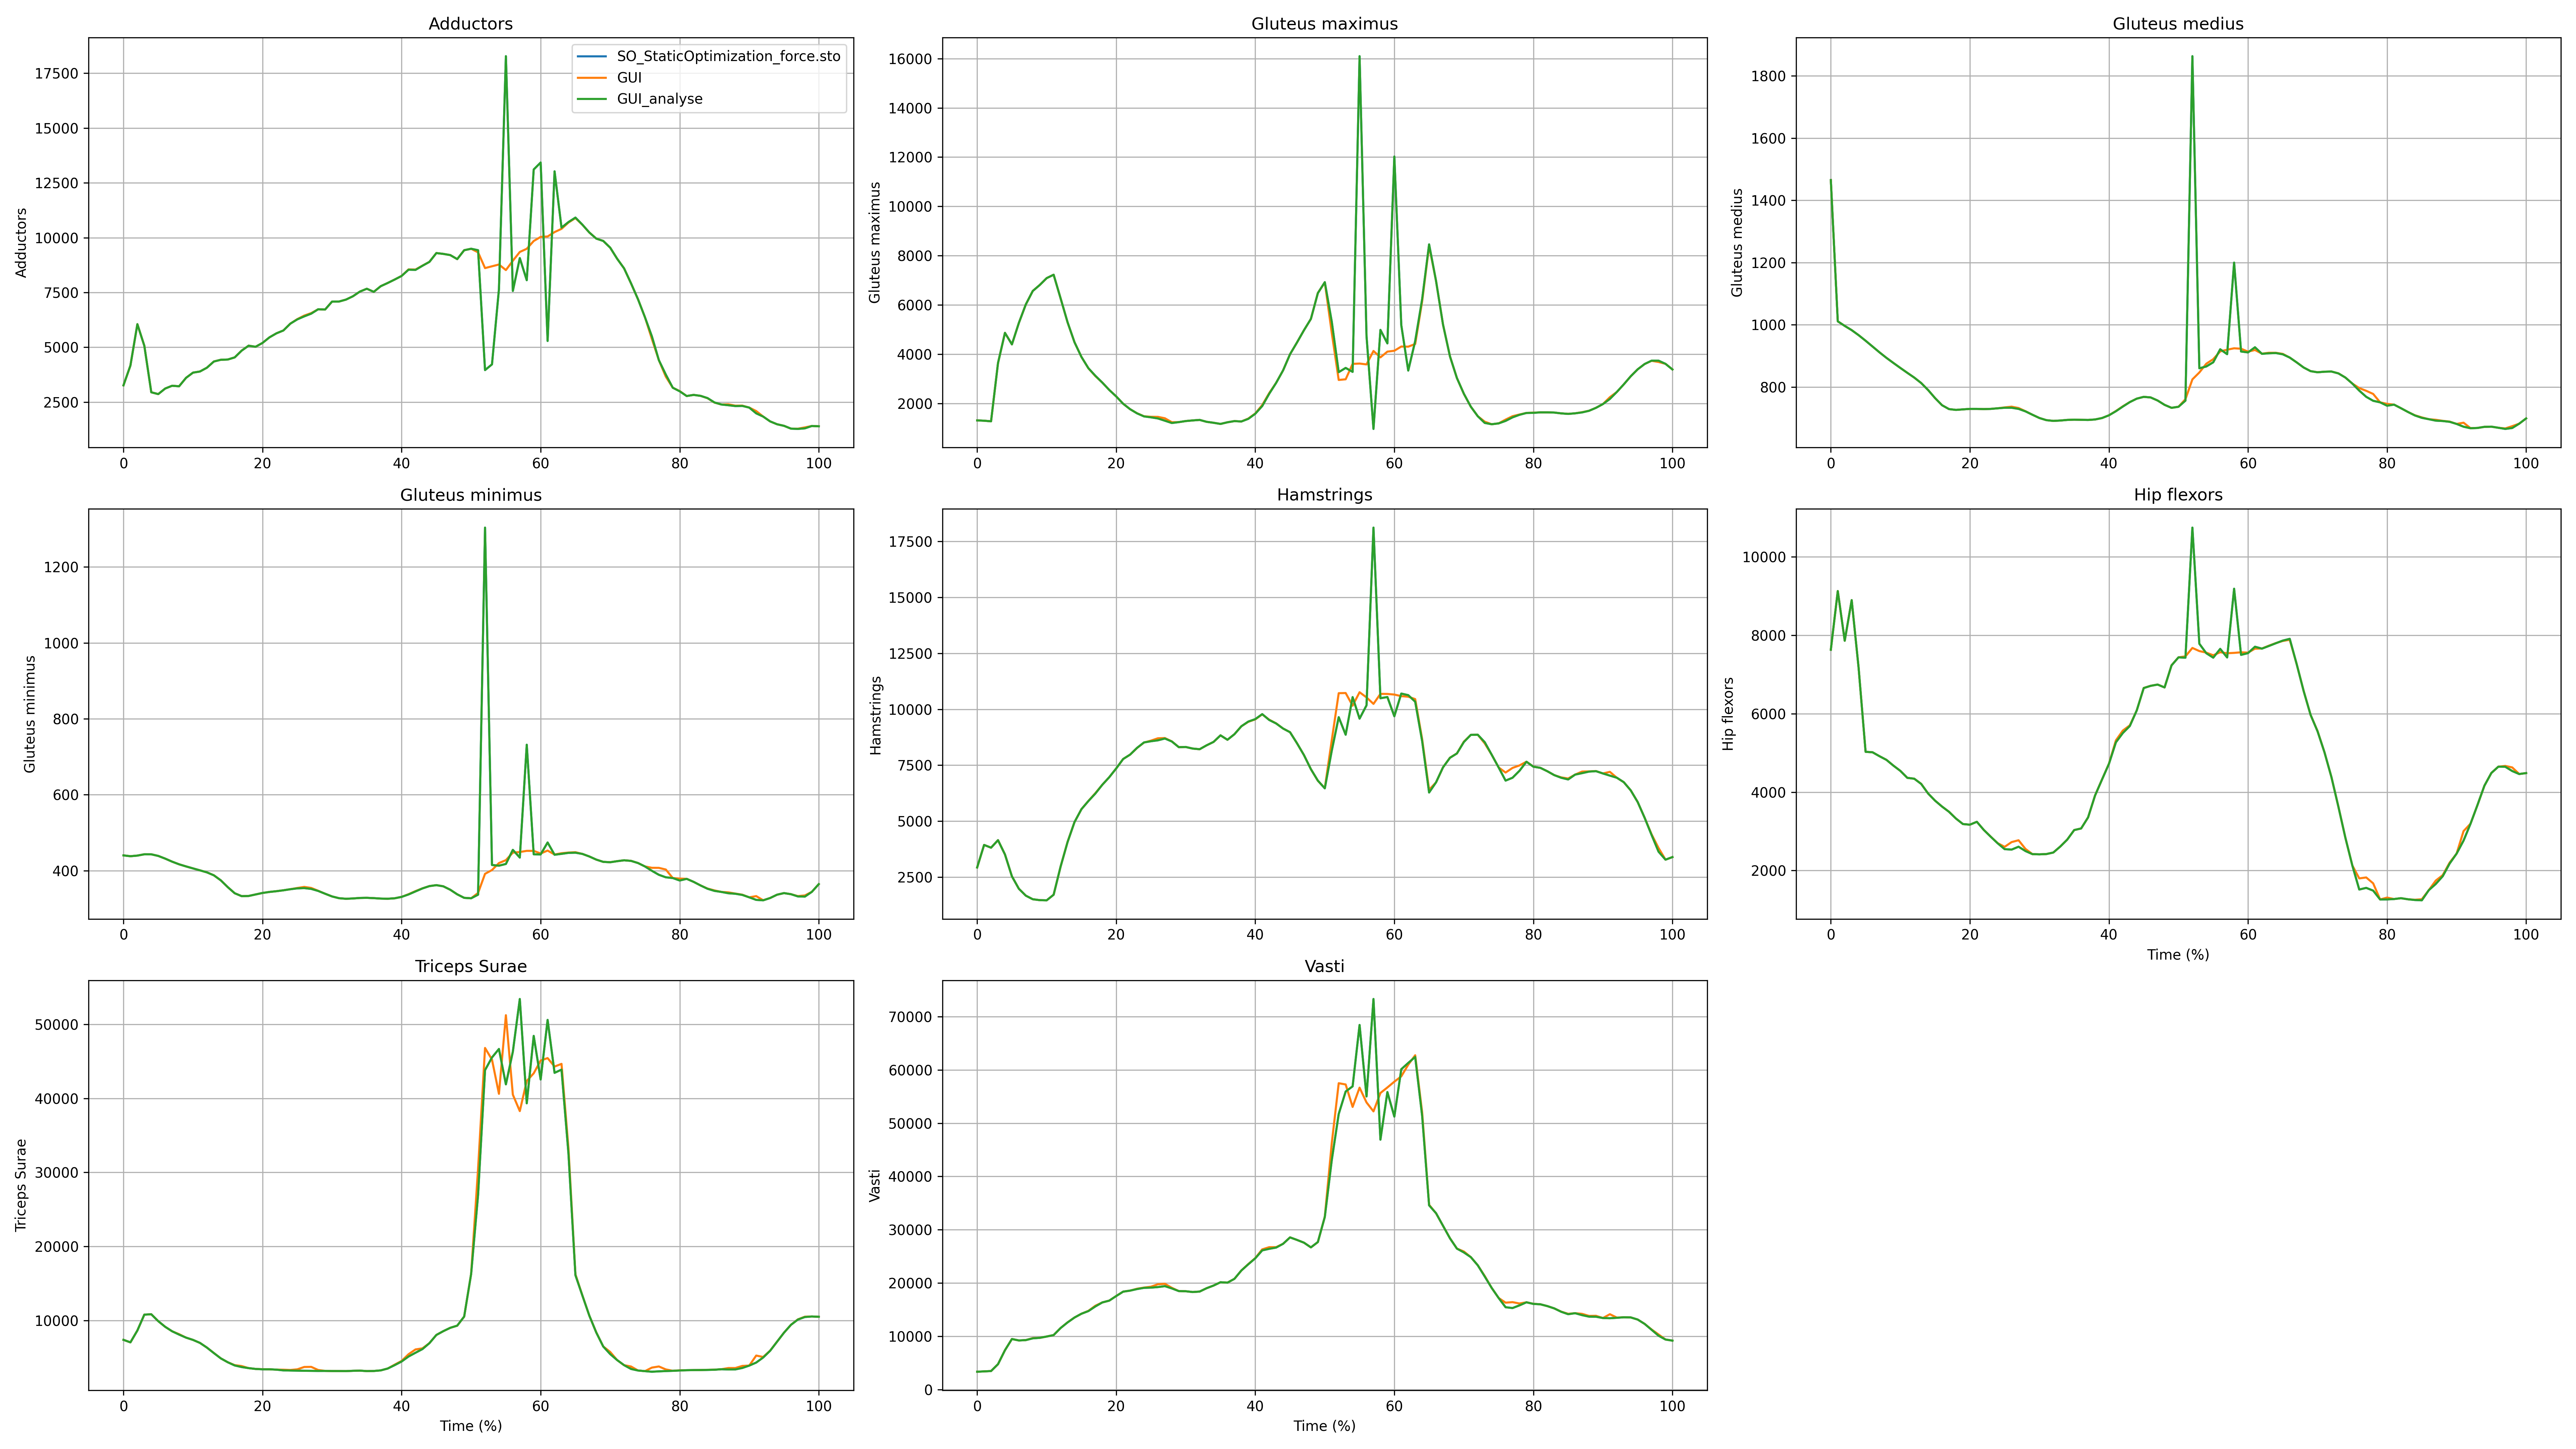 Adductors
Adductors
17500
15000
12500
10000
7500
5000
2500
0 20 40 60 80 100
SO_StaticOptimization_force.sto
GUI
GUI_analyse
Gluteus maximus
Gluteus maximus
16000
14000
12000
10000
8000
6000
4000
2000
0 20 40 60 80 100
Gluteus medius
Gluteus medius
1800
1600
1400
1200
1000
800
0 20 40 60 80 100
Gluteus minimus
Gluteus minimus
1200
1000
800
600
400
0 20 40 60 80 100
Hamstrings
Hamstrings
17500
15000
12500
10000
7500
5000
2500
0 20 40 60 80 100
Hip flexors
Hip flexors
10000
8000
6000
4000
2000
0 20 40 60 80 100
Time (%)
Triceps Surae
Triceps Surae
50000
40000
30000
20000
10000
0 20 40 60 80 100
Time (%)
Vasti
Vasti
70000
60000
50000
40000
30000
20000
10000
0
0 20 40 60 80 100
Time (%)